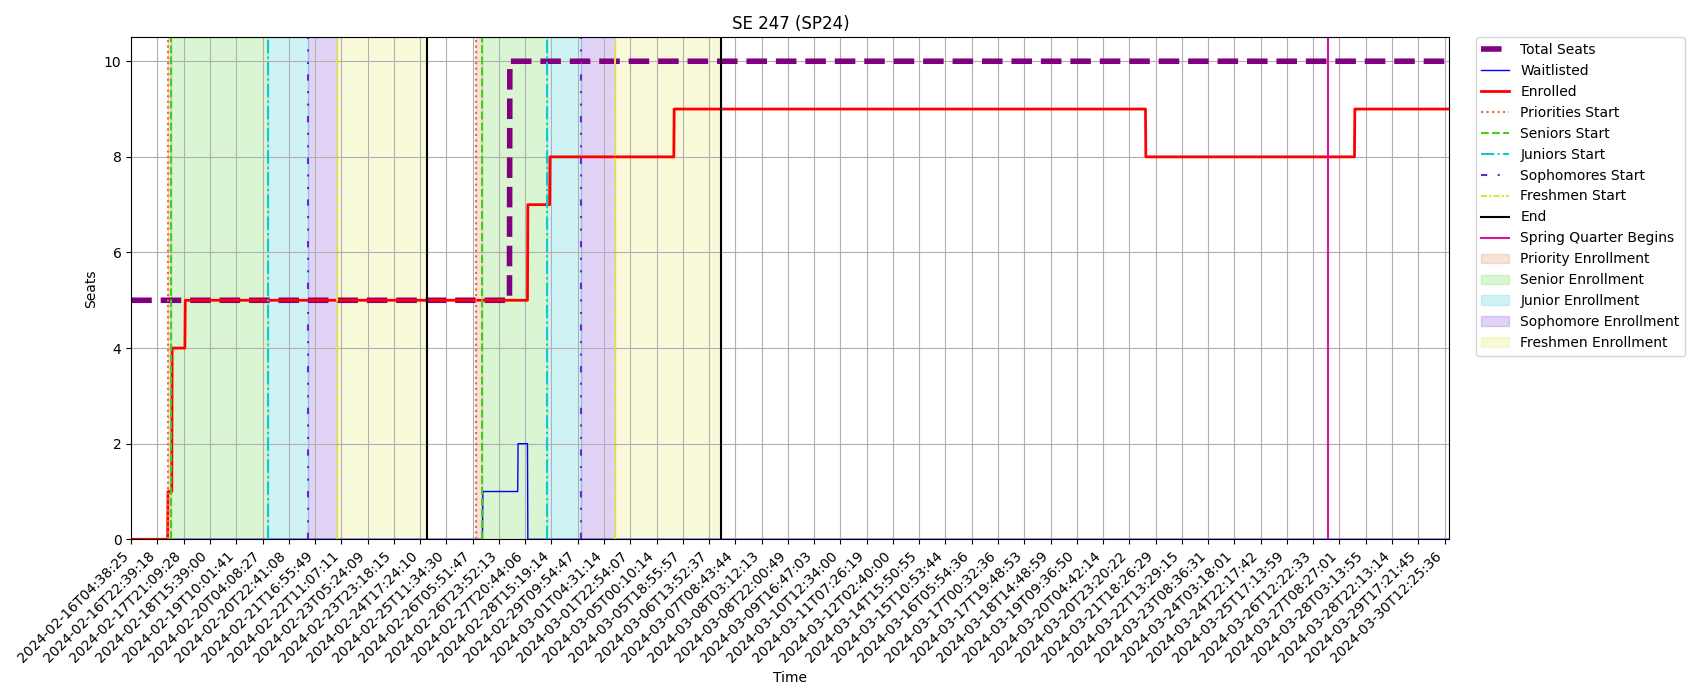 SE 247 (SP24)
10
8
6
4
2
0
Seats
2024-02-16T04:38:25
2024-02-16T22:39:18
2024-02-17T21:09:28
2024-02-18T15:39:00
2024-02-19T10:01:41
2024-02-20T04:08:27
2024-02-20T22:41:08
2024-02-21T16:55:49
2024-02-22T11:07:11
2024-02-23T05:24:09
2024-02-23T23:18:15
2024-02-24T17:24:10
2024-02-25T11:34:30
2024-02-26T05:51:47
2024-02-26T23:52:13
2024-02-27T20:44:06
2024-02-28T15:19:14
2024-02-29T09:54:47
2024-03-01T04:31:14
2024-03-01T22:54:07
2024-03-05T00:10:14
2024-03-05T18:55:57
2024-03-06T13:52:37
2024-03-07T08:43:44
2024-03-08T03:12:13
2024-03-08T22:00:49
2024-03-09T16:47:03
2024-03-10T12:34:00
2024-03-11T07:26:19
2024-03-12T02:40:00
2024-03-14T15:50:55
2024-03-15T10:53:44
2024-03-16T05:54:36
2024-03-17T00:32:36
2024-03-17T19:48:53
2024-03-18T14:48:59
2024-03-19T09:36:50
2024-03-20T04:42:14
2024-03-20T23:20:22
2024-03-21T18:26:29
2024-03-22T13:29:15
2024-03-23T08:36:31
2024-03-24T03:18:01
2024-03-24T22:17:42
2024-03-25T17:13:59
2024-03-26T12:22:33
2024-03-27T08:27:01
2024-03-28T03:13:55
2024-03-28T22:13:14
2024-03-29T17:21:45
2024-03-30T12:25:36
Time
Total Seats
Waitlisted
Enrolled
Priorities Start
Seniors Start
Juniors Start
Sophomores Start
Freshmen Start
End
Spring Quarter Begins
Priority Enrollment
Senior Enrollment
Junior Enrollment
Sophomore Enrollment
Freshmen Enrollment